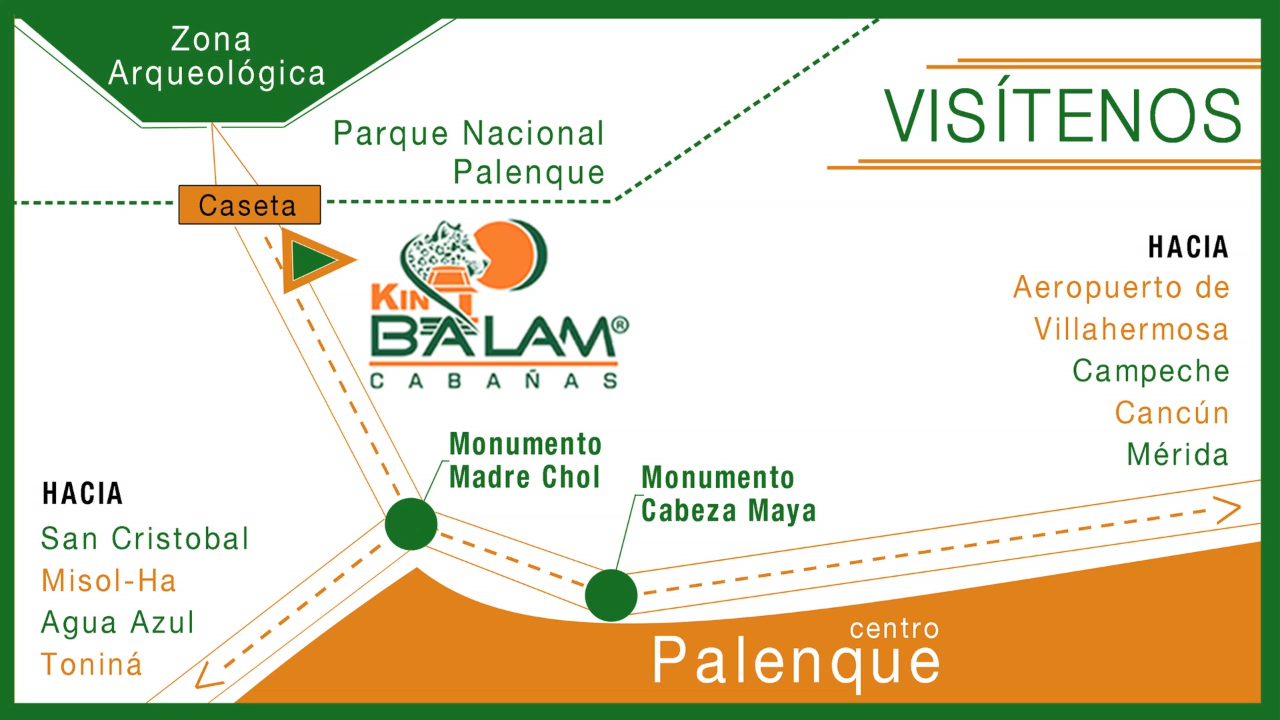 Zona
Arqueológica
Parque Nacional
Palenque
VISÍTENOS
Caseta
KIN
BALAM®
CABAÑAS
HACIA
Aeropuerto de
Villahermosa
Campeche
Cancún
Mérida
Monumento
Madre Chol
Monumento
Cabeza Maya
HACIA
San Cristobal
Misol-Ha
Agua Azul
Toniná
centro
Palenque